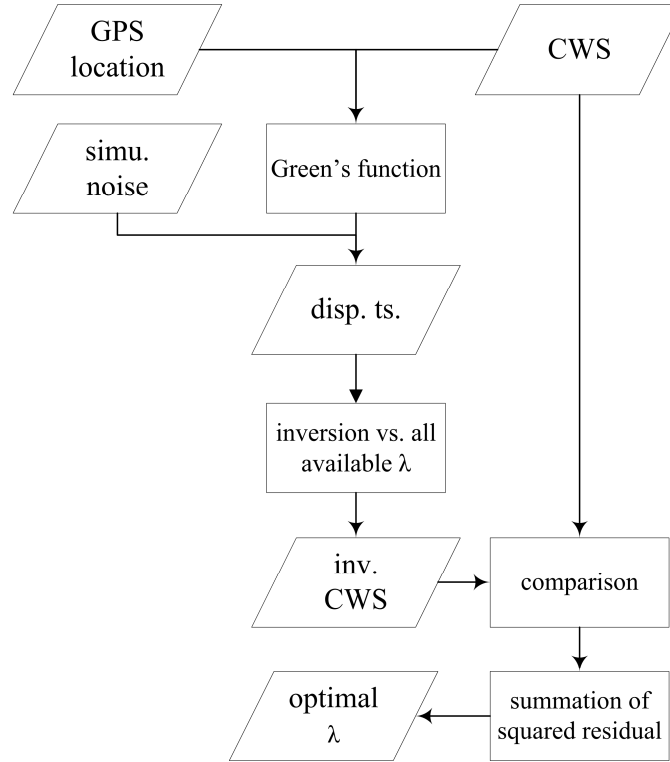 GPS
location
CWS
simu.
noise
Green's function
disp. ts.
inversion vs. all
available λ
inv.
CWS
comparison
optimal
λ
summation of
squared residual